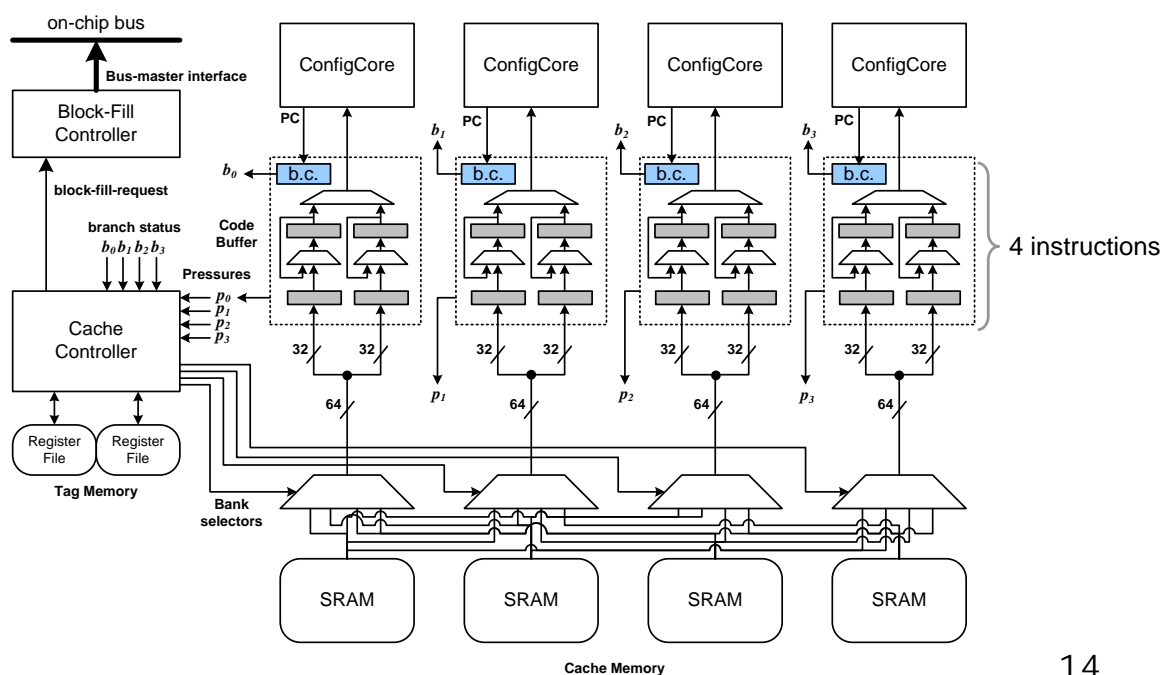 on-chip bus
Bus-master interface
Block-Fill
Controller
block-fill-request
branch status
b0 b1 b2 b3
Pressures
p0
p1
p2
p3
Cache
Controller
Register
File
Register
File
Tag Memory
Bank
selectors
Code
Buffer
ConfigCore
ConfigCore
ConfigCore
ConfigCore
PC
PC
PC
PC
b0
b1
b2
b3
b.c.
b.c.
b.c.
b.c.
4 instructions
32
32
32
32
32
32
32
32
p1
p2
p3
64
64
64
64
SRAM
SRAM
SRAM
SRAM
Cache Memory
14